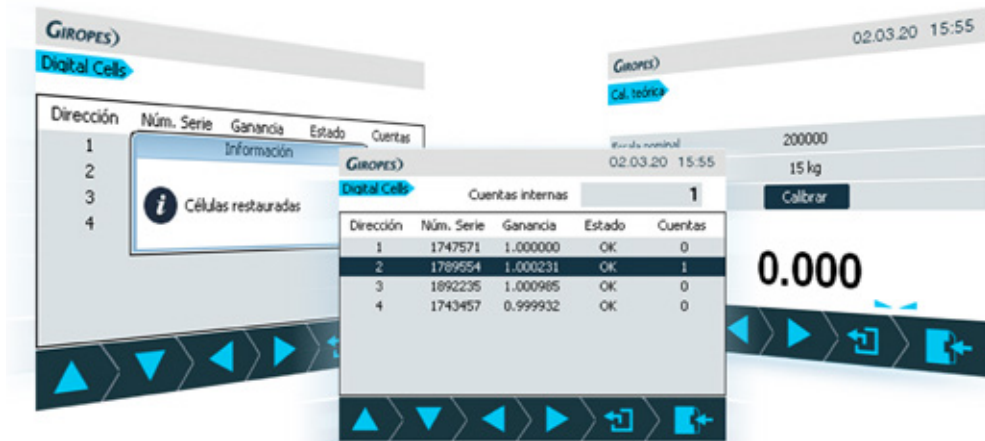 GIROPES)
Digital Cells
Dirección Núm. Serie Ganancia Estado Cuentas
1
2
3
4
Información
Células restauradas
GIROPES) 02.03.20 15:55
Digital Cells Cuentas internas 1
Dirección Núm. Serie Ganancia Estado Cuentas
1 1747571 1.000000 OK 0
2 1789554 1.000231 OK 1
3 1892235 1.000985 OK 0
4 1743457 0.999932 OK 0
02.03.20 15:55
GIROPES)
Cal. teórica
Escala nominal 200000
15 kg
Calibrar
0.000